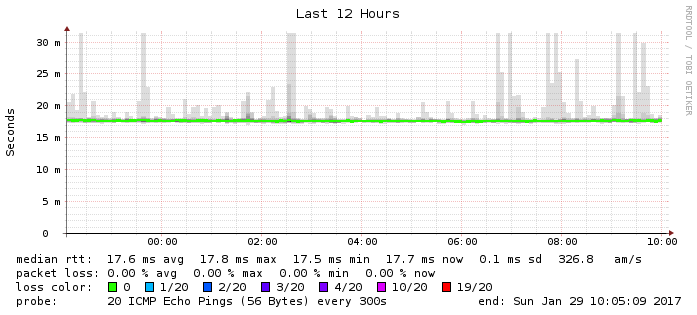 Last 12 Hours
RRDTOOL / TOBI OETIKER
Seconds
30 m
25 m
20 m
15 m
10 m
5 m
0
00:00 02:00 04:00 06:00 08:00 10:00
median rtt: 17.6 ms avg 17.8 ms max 17.5 ms min 17.7 ms now 0.1 ms sd 326.8 am/s
packet loss: 0.00 % avg 0.00 % max 0.00 % min 0.00 % now
loss color: 0 1/20 2/20 3/20 4/20 10/20 19/20
probe: 20 ICMP Echo Pings (56 Bytes) every 300s end: Sun Jan 29 10:05:09 2017